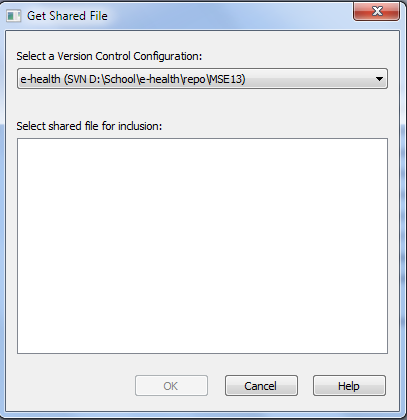 Get Shared File
Select a Version Control Configuration:
e-health (SVN D:\School\e-health\repo\MSE13)
Select shared file for inclusion:
OK
Cancel
Help